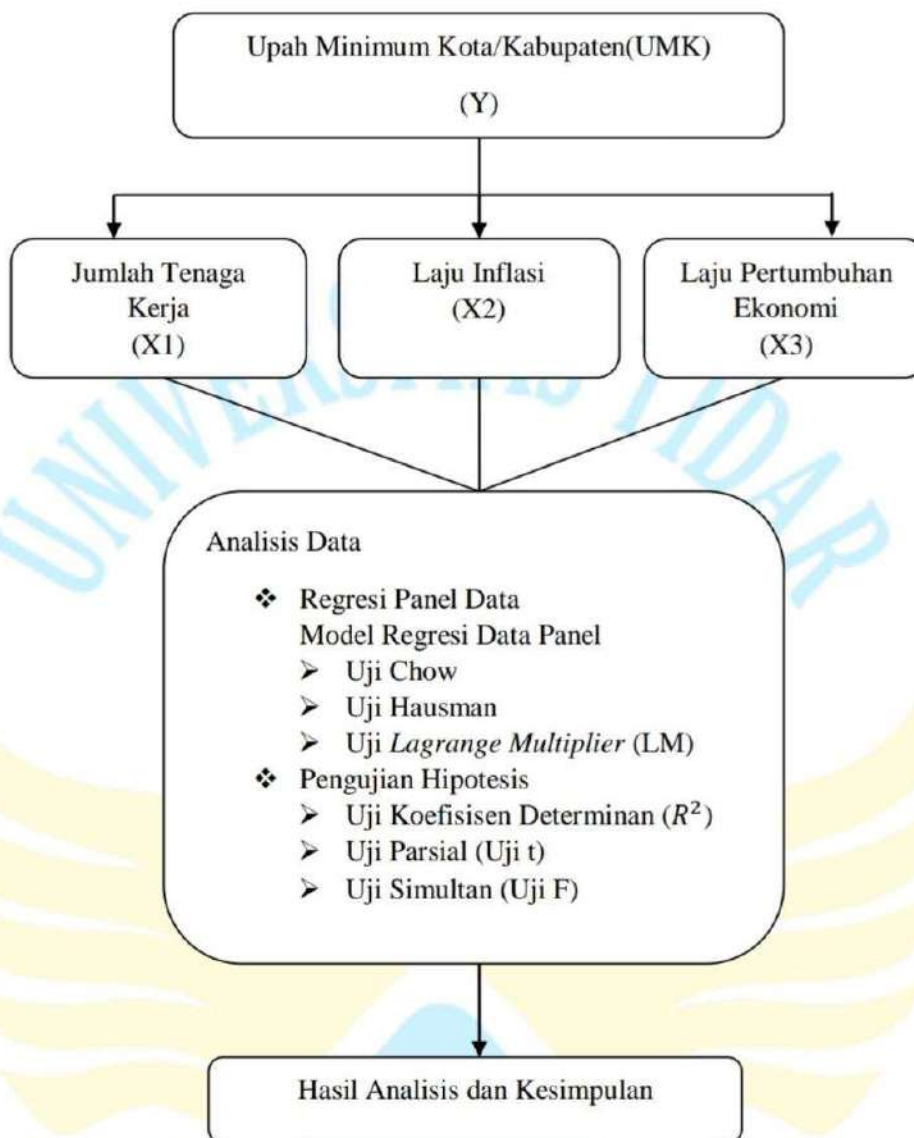 Upah Minimum Kota/Kabupaten(UMK)
(Y)
Jumlah Tenaga
Kerja
(X1)
Laju Inflasi
(X2)
Laju Pertumbuhan
Ekonomi
(X3)
UNIVERSITAS TIDAR
Analisis Data
❖ Regresi Panel Data
Model Regresi Data Panel
➢ Uji Chow
➢ Uji Hausman
➢ Uji Lagrange Multiplier (LM)
❖ Pengujian Hipotesis
➢ Uji Koefisisen Determinan (R²)
➢ Uji Parsial (Uji t)
➢ Uji Simultan (Uji F)
Hasil Analisis dan Kesimpulan